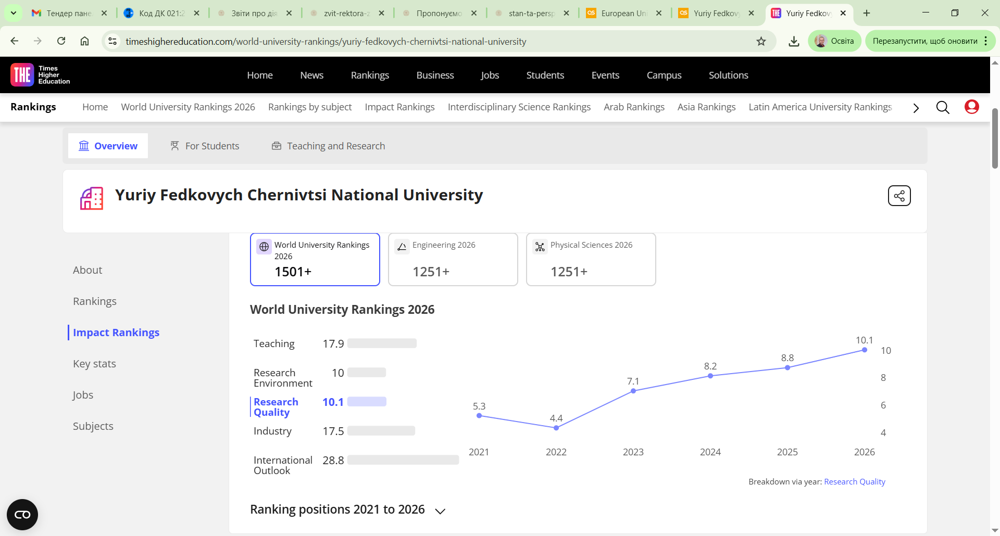 Тендер пане
Код ДК 021:2
Звіти про дія
zvit-rektora-z
Пропонуємо
stan-ta-persp
European Uni
Yuriy Fedkovy
Yuriy Fedkov
timeshighereducation.com/world-university-rankings/yuriy-fedkovych-chernivtsi-national-university
Освіта
Перезапустити, щоб оновити
THE Times Higher Education
Home News Rankings Business Jobs Students Events Campus Solutions
Rankings Home World University Rankings 2026 Rankings by subject Impact Rankings Interdisciplinary Science Rankings Arab Rankings Asia Rankings Latin America University Rankings
Overview For Students Teaching and Research
Yuriy Fedkovych Chernivtsi National University
About
Rankings
Impact Rankings
Key stats
Jobs
Subjects
World University Rankings
2026
1501+
Engineering 2026
1251+
Physical Sciences 2026
1251+
World University Rankings 2026
Teaching 17.9
Research
Environment 10
Research
Quality 10.1
Industry 17.5
International
Outlook 28.8
5.3 4.4 7.1 8.2 8.8 10.1
10
8
6
4
2021 2022 2023 2024 2025 2026
Breakdown via year: Research Quality
Ranking positions 2021 to 2026